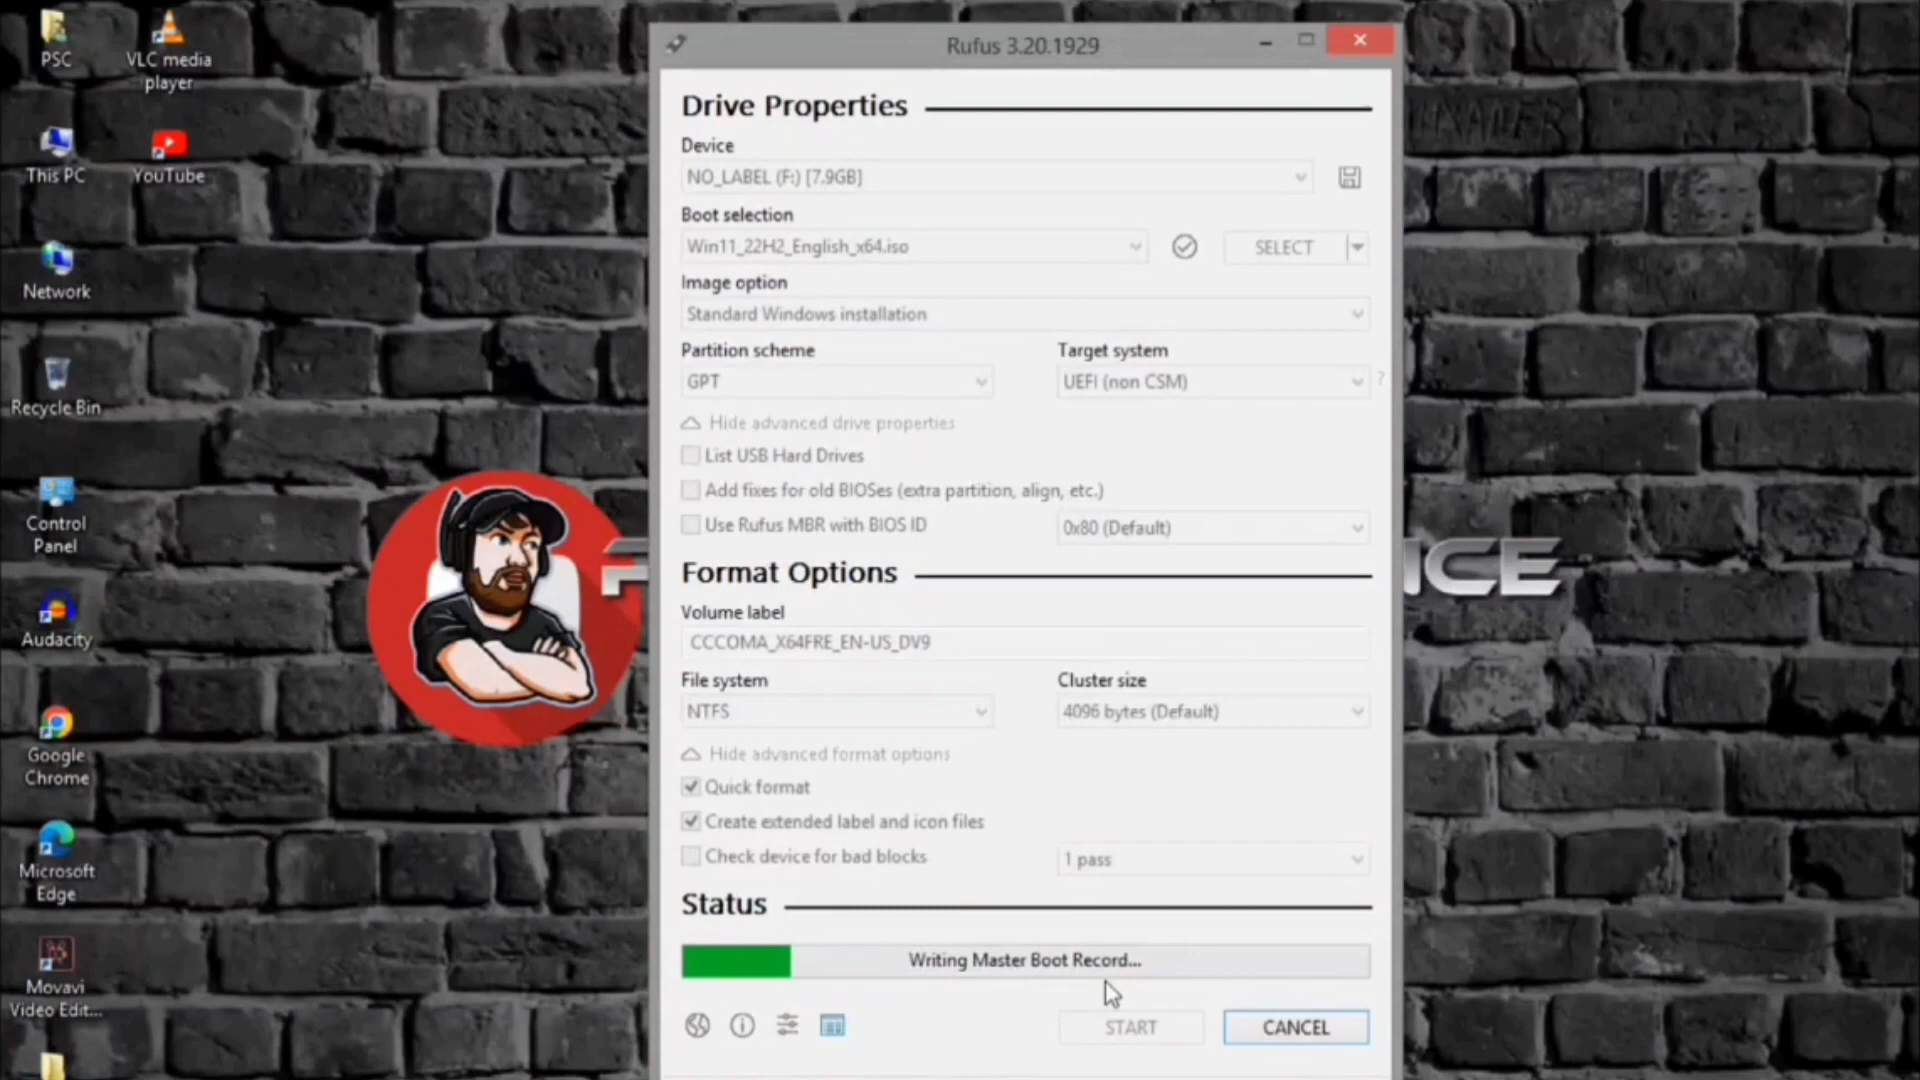 PSC
VLC media
player
This PC
YouTube
Network
Recycle Bin
Control
Panel
Audacity
Google
Chrome
Microsoft
Edge
Movavi
Video Edit...
ICE
Rufus 3.20.1929
Drive Properties
Device
NO_LABEL (F:) [7.9GB]
Boot selection
Win11_22H2_English_x64.iso
SELECT
Image option
Standard Windows installation
Partition scheme
Target system
GPT
UEFI (non CSM)
?
Hide advanced drive properties
List USB Hard Drives
Add fixes for old BIOSes (extra partition, align, etc.)
Use Rufus MBR with BIOS ID
0x80 (Default)
Format Options
Volume label
CCCOMA_X64FRE_EN-US_DV9
File system
Cluster size
NTFS
4096 bytes (Default)
Hide advanced format options
Quick format
Create extended label and icon files
Check device for bad blocks
1 pass
Status
Writing Master Boot Record...
START
CANCEL